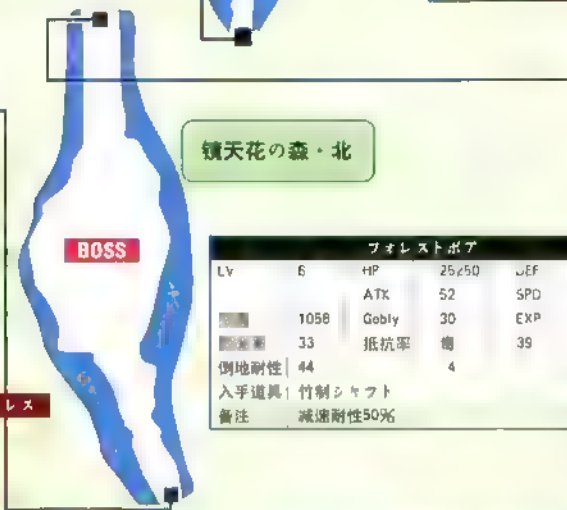 镜天花の森・北
BOSS
フォレストボア
LV 6 HP 25250 DEF
ATK 52 SPD
1058 Gobly 30 EXP
33 抵抗率 毒 39
倒地耐性 44 4
入手道具 竹制シャフト
备注 减速耐性50%
レス